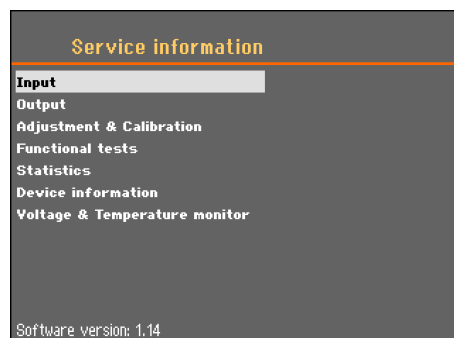 Service information
Input
Output
Adjustment & Calibration
Functional tests
Statistics
Device information
Voltage & Temperature monitor
Software version: 1.14